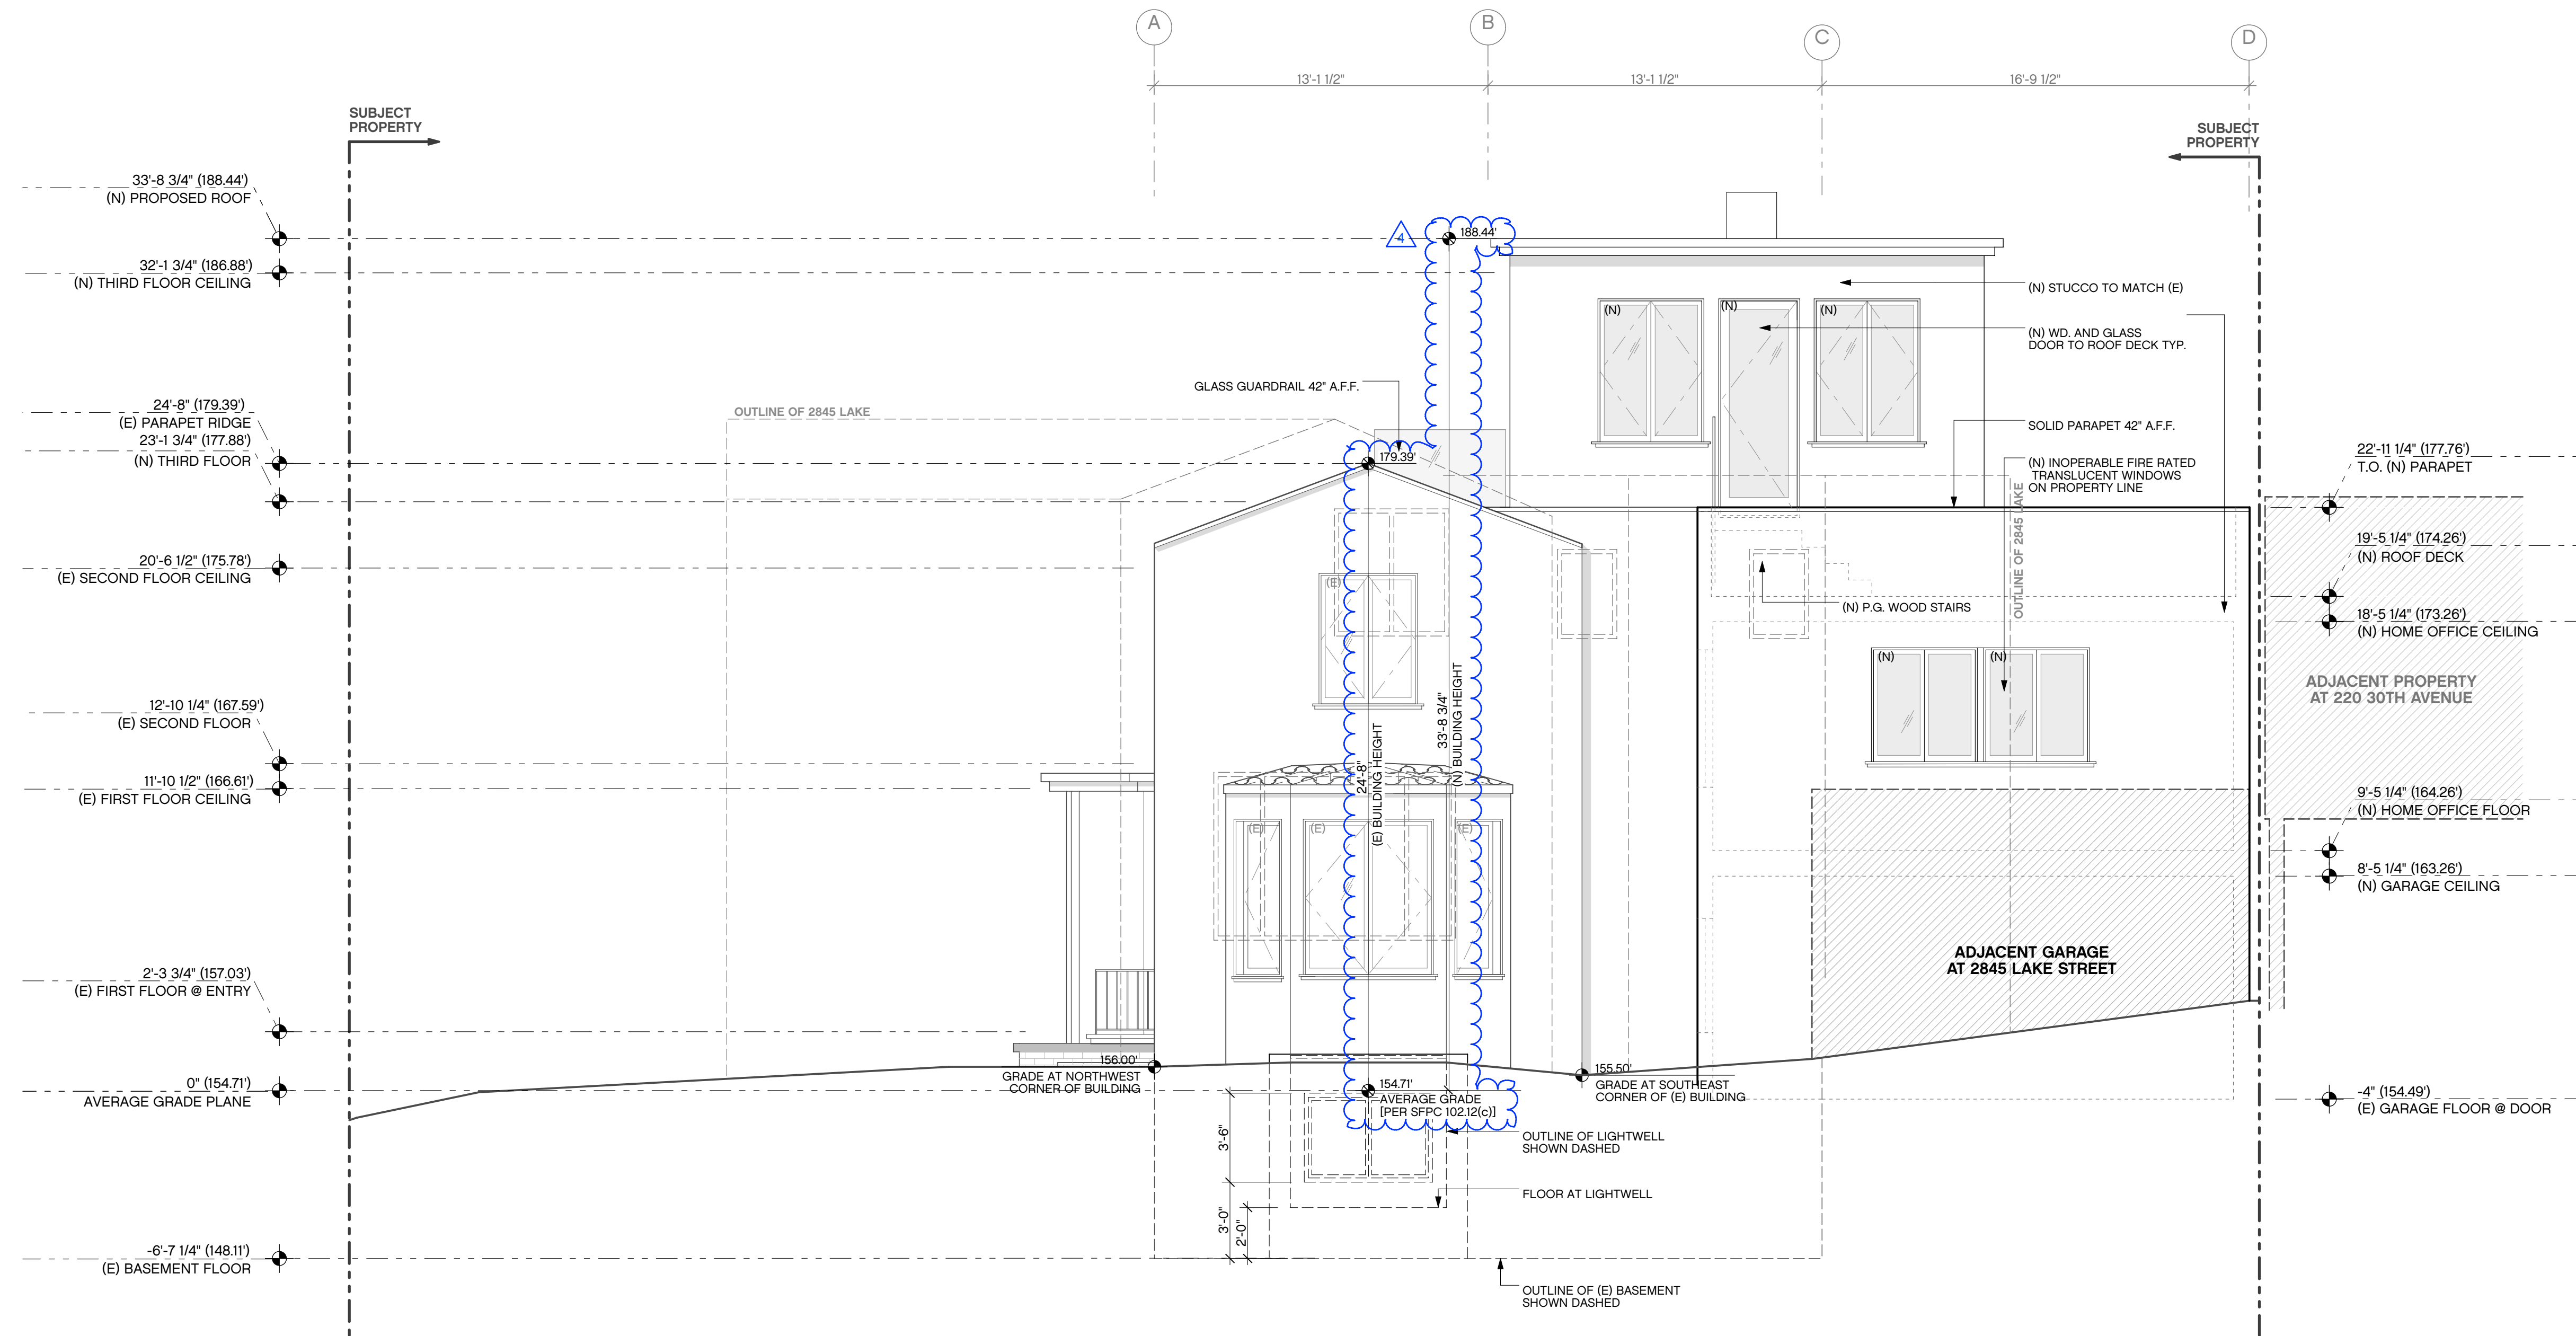 A
B
C
D
13'-1 1/2"
13'-1 1/2"
16'-9 1/2"
SUBJECT
PROPERTY
SUBJECT
PROPERTY
33'-8 3/4" (188.44')
(N) PROPOSED ROOF
32'-1 3/4" (186.88')
(N) THIRD FLOOR CEILING
24'-8" (179.39')
(E) PARAPET RIDGE
23'-1 3/4" (177.88')
(N) THIRD FLOOR
20'-6 1/2" (175.78')
(E) SECOND FLOOR CEILING
12'-10 1/4" (167.59')
(E) SECOND FLOOR
11'-10 1/2" (166.61')
(E) FIRST FLOOR CEILING
2'-3 3/4" (157.03')
(E) FIRST FLOOR @ ENTRY
0" (154.71')
AVERAGE GRADE PLANE
-6'-7 1/4" (148.11')
(E) BASEMENT FLOOR
4
188.44'
GLASS GUARDRAIL 42" A.F.F.
OUTLINE OF 2845 LAKE
179.39'
(N)
(N)
(N)
(N) STUCCO TO MATCH (E)
(N) WD. AND GLASS
DOOR TO ROOF DECK TYP.
SOLID PARAPET 42" A.F.F.
(N) INOPERABLE FIRE RATED
TRANSLUCENT WINDOWS
ON PROPERTY LINE
OUTLINE OF 2845 LAKE
(N) P.G. WOOD STAIRS
(E)
(N)
(N)
24'-8"
(E) BUILDING HEIGHT
33'-8 3/4"
(N) BUILDING HEIGHT
(E)
(E)
(E)
ADJACENT GARAGE
AT 2845 LAKE STREET
156.00'
GRADE AT NORTHWEST
CORNER OF BUILDING
154.71'
AVERAGE GRADE
[PER SFPC 102.12(c)]
155.50'
GRADE AT SOUTHEAST
CORNER OF (E) BUILDING
OUTLINE OF LIGHTWELL
SHOWN DASHED
FLOOR AT LIGHTWELL
3'-6"
3'-0"
2'-0"
OUTLINE OF (E) BASEMENT
SHOWN DASHED
22'-11 1/4" (177.76')
T.O. (N) PARAPET
19'-5 1/4" (174.26')
(N) ROOF DECK
18'-5 1/4" (173.26')
(N) HOME OFFICE CEILING
ADJACENT PROPERTY
AT 220 30TH AVENUE
9'-5 1/4" (164.26')
(N) HOME OFFICE FLOOR
8'-5 1/4" (163.26')
(N) GARAGE CEILING
-4" (154.49')
(E) GARAGE FLOOR @ DOOR